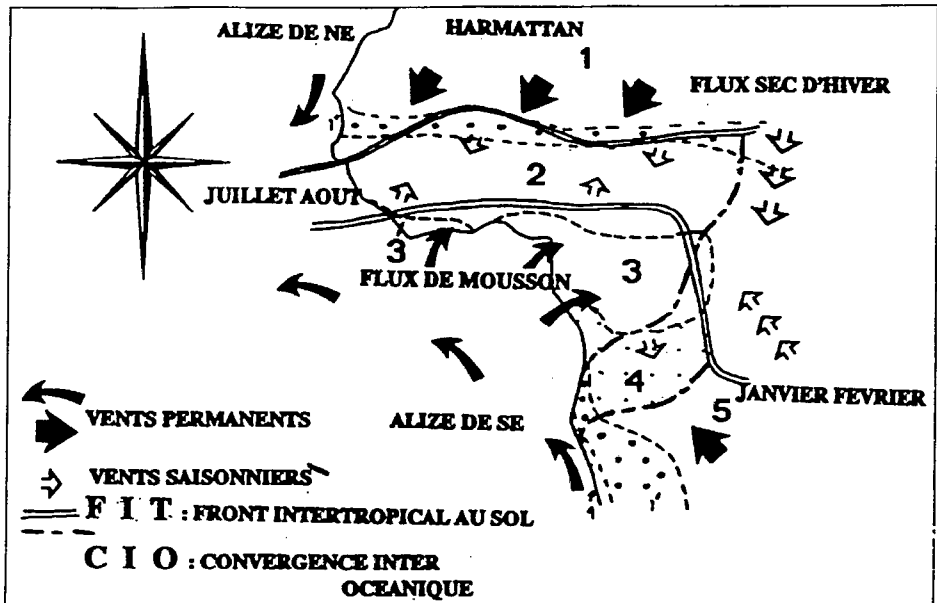 ALIZE DE NE
HARMATTAN
1
FLUX SEC D'HIVER
2
JUILLET AOUT
3
3
FLUX DE MOUSSON
4
JANVIER FEVRIER
5
ALIZE DE SE
VENTS PERMANENTS
VENTS SAISONNIERS
F I T : FRONT INTERTROPICAL AU SOL
C I O : CONVERGENCE INTER
OCEANIQUE